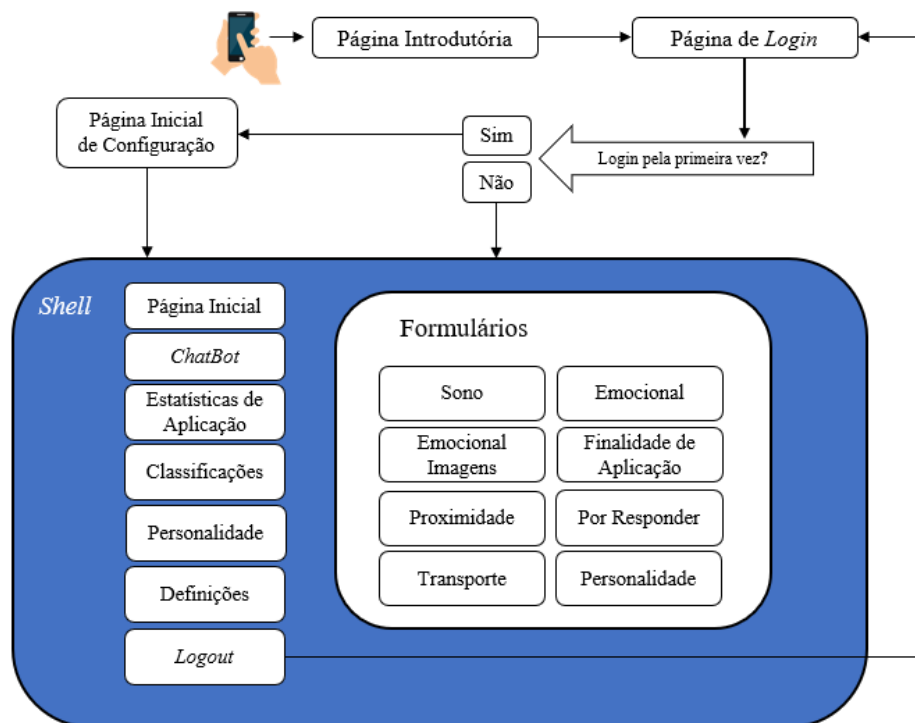 Página Introdutória
Página de Login
Página Inicial
de Configuração
Sim
Não
Login pela primeira vez?
Shell
Página Inicial
ChatBot
Estatísticas de
Aplicação
Classificações
Personalidade
Definições
Logout
Formulários
Sono
Emocional
Emocional
Imagens
Finalidade de
Aplicação
Proximidade
Por Responder
Transporte
Personalidade